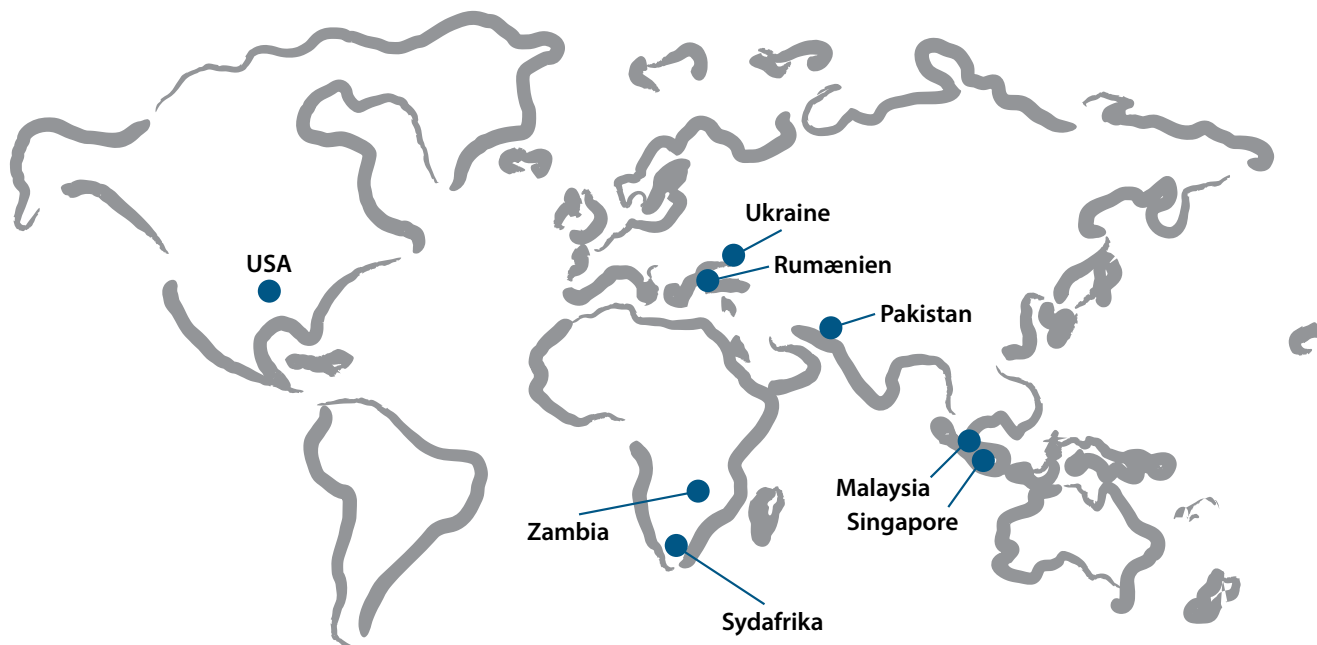 Ukraine
USA
Rumænien
Pakistan
Malaysia
Singapore
Zambia
Sydafrika